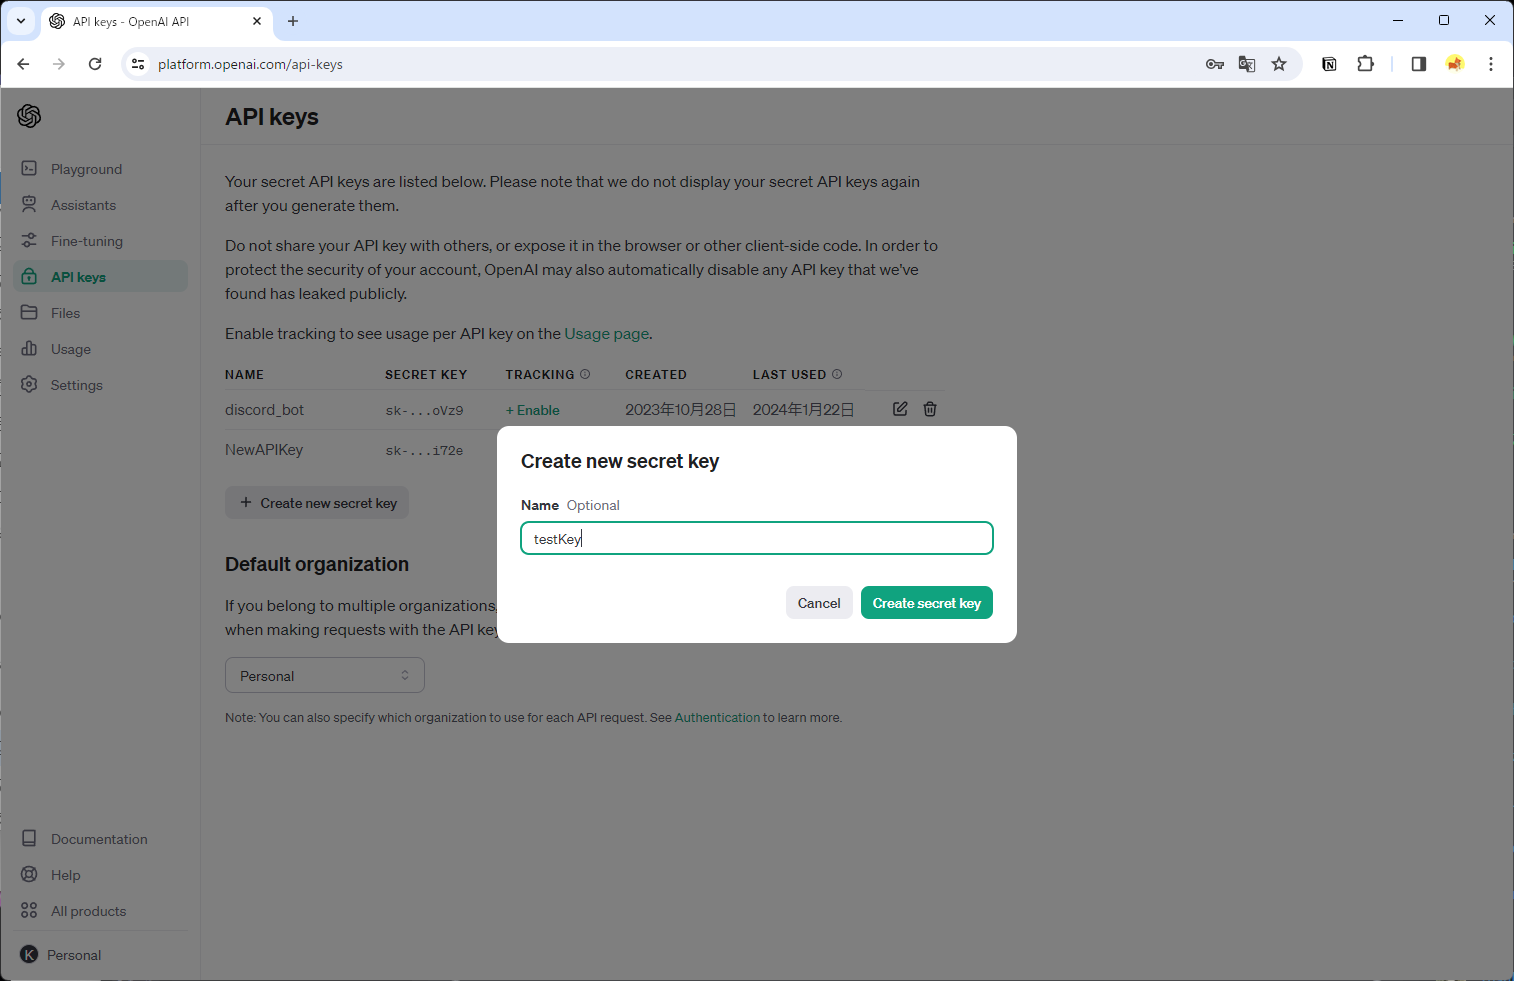 API keys - OpenAI API
platform.openai.com/api-keys
API keys
Playground
Assistants
Fine-tuning
API keys
Files
Usage
Settings
Your secret API keys are listed below. Please note that we do not display your secret API keys again
after you generate them.
Do not share your API key with others, or expose it in the browser or other client-side code. In order to
protect the security of your account, OpenAI may also automatically disable any API key that we've
found has leaked publicly.
Enable tracking to see usage per API key on the Usage page.
NAME SECRET KEY TRACKING CREATED LAST USED
discord_bot sk-...oVz9 + Enable 2023年10月28日 2024年1月22日
NewAPIKey sk-...i72e
+ Create new secret key
Default organization
If you belong to multiple organizations,
when making requests with the API key
Personal
Note: You can also specify which organization to use for each API request. See Authentication to learn more.
Create new secret key
Name Optional
testKey
Cancel Create secret key
Documentation
Help
All products
K Personal